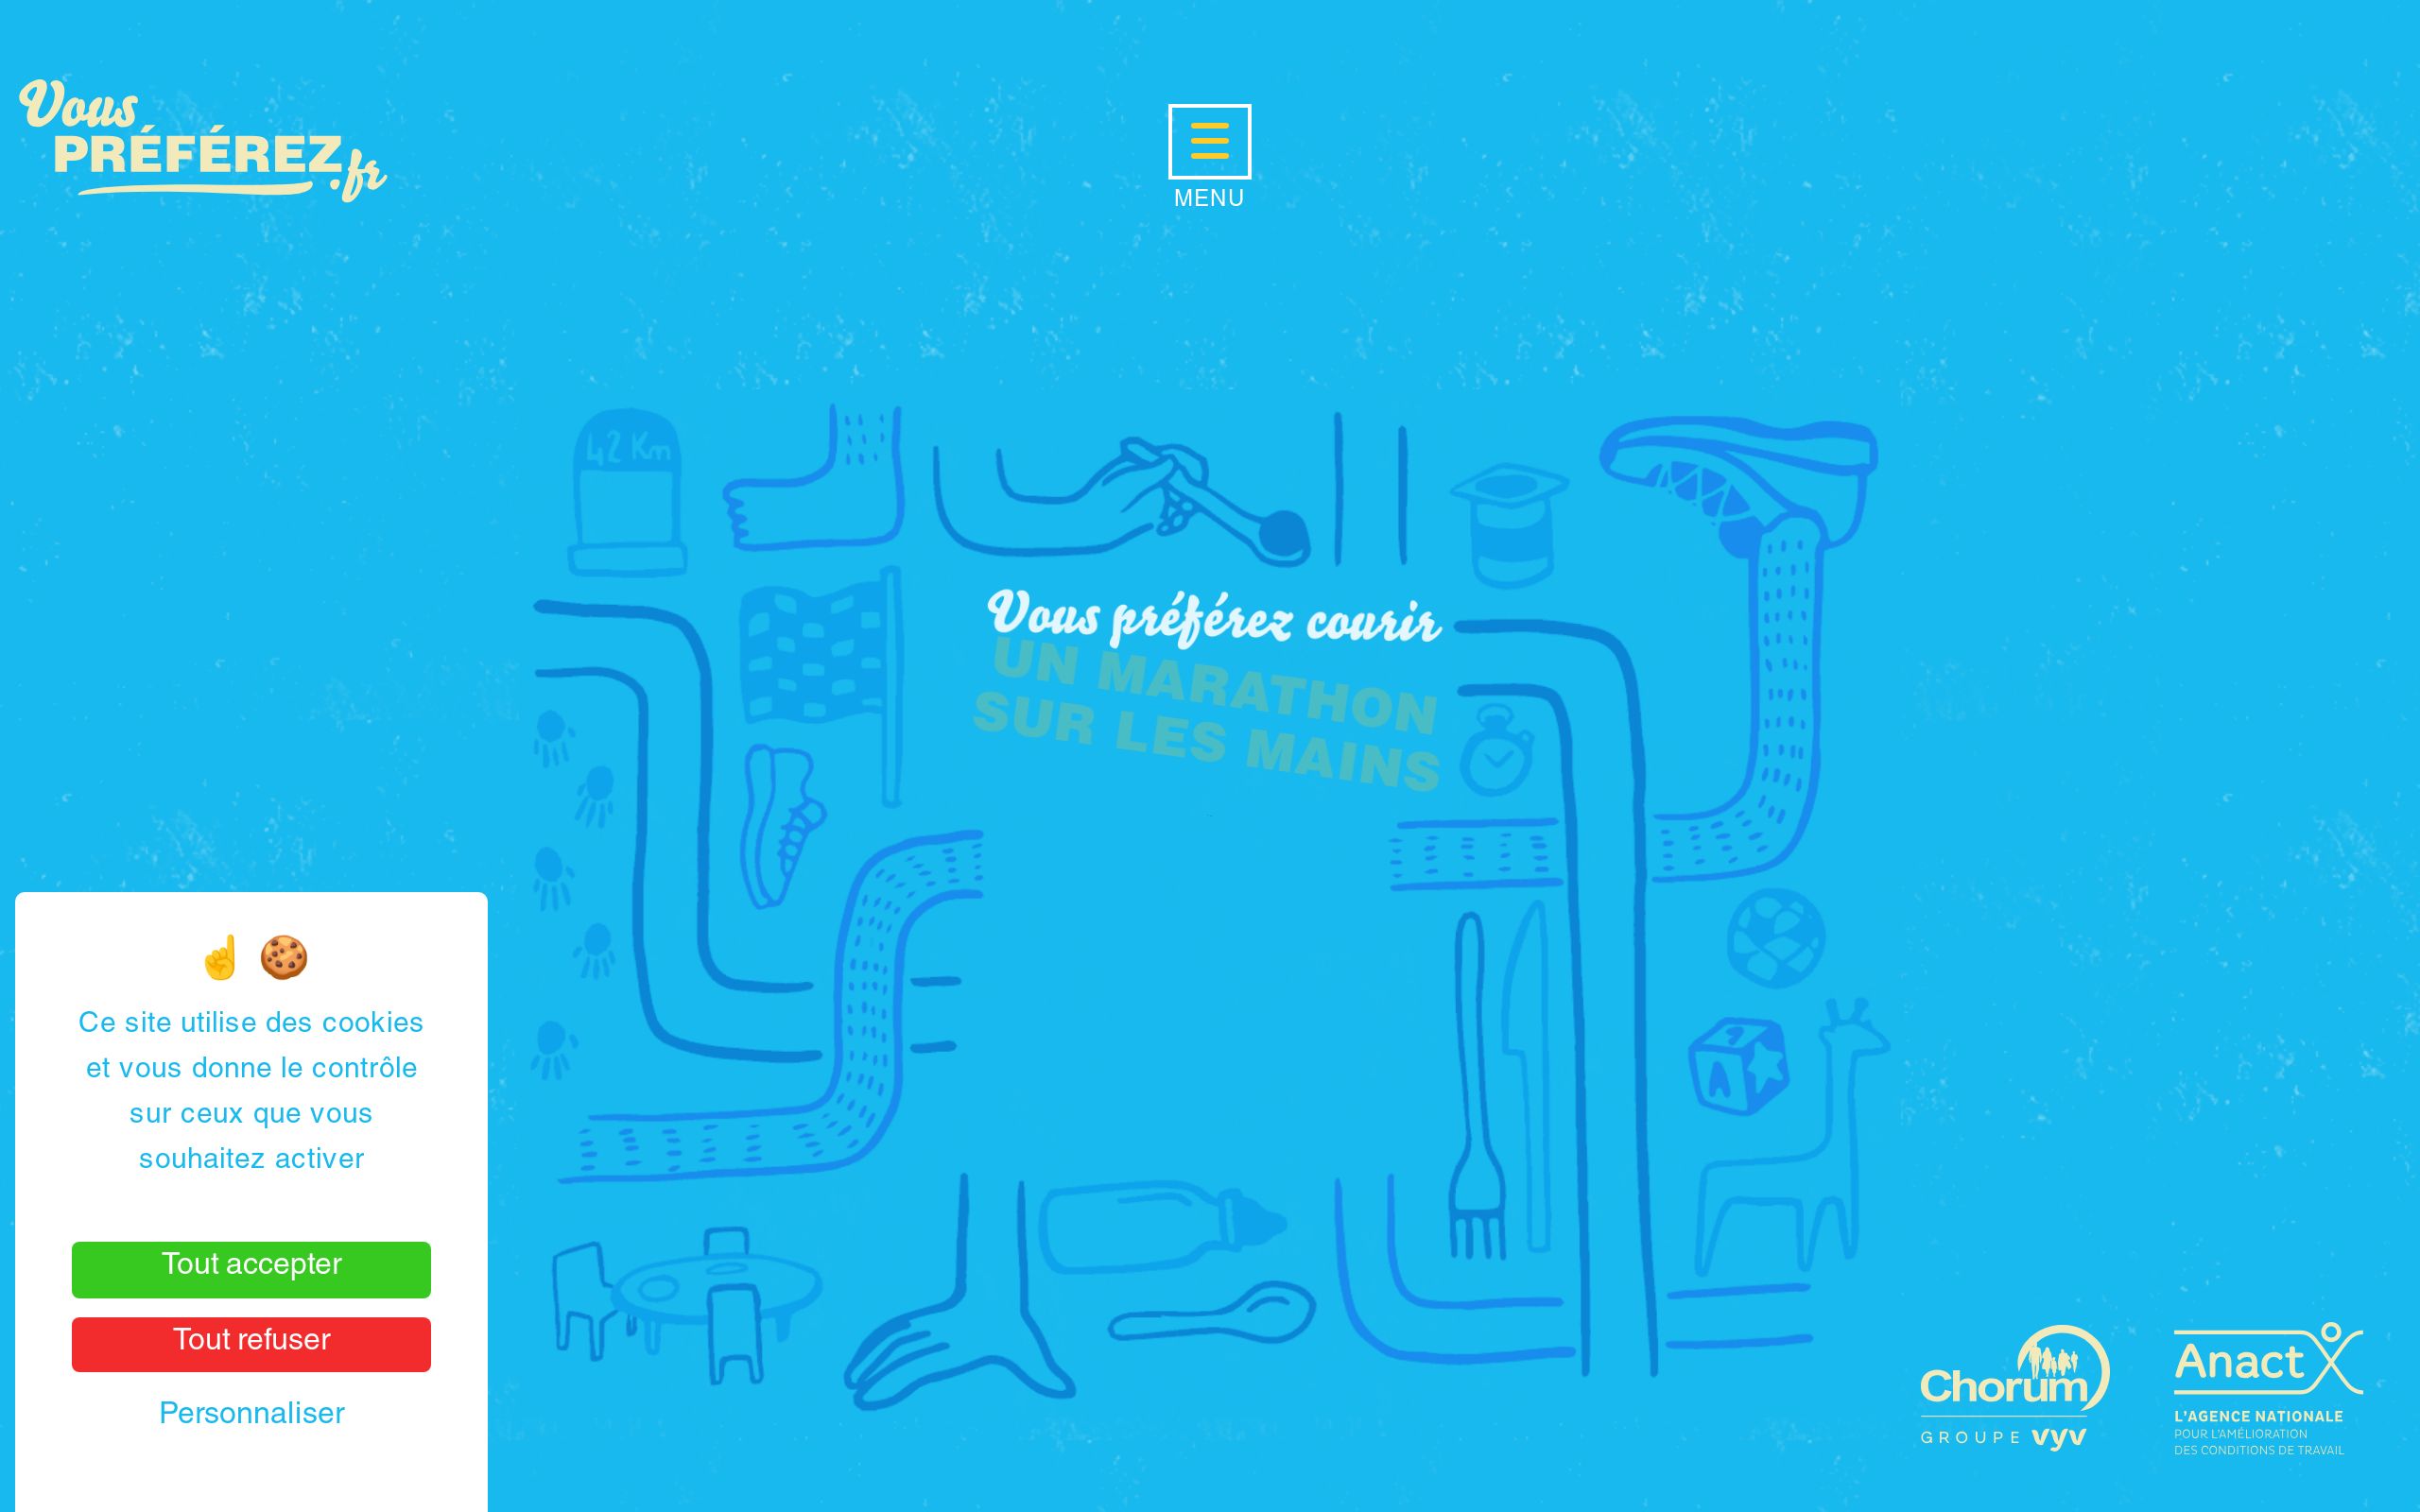 Vous
PRÉFÉREZ.fr
MENU
42 Km
Vous préférez courir
UN MARATHON
SUR LES MAINS
Ce site utilise des cookies
et vous donne le contrôle
sur ceux que vous
souhaitez activer
Tout accepter
Tout refuser
Personnaliser
Chorum
GROUPE vyv
Anact
L'AGENCE NATIONALE
POUR L'AMÉLIORATION
DES CONDITIONS DE TRAVAIL